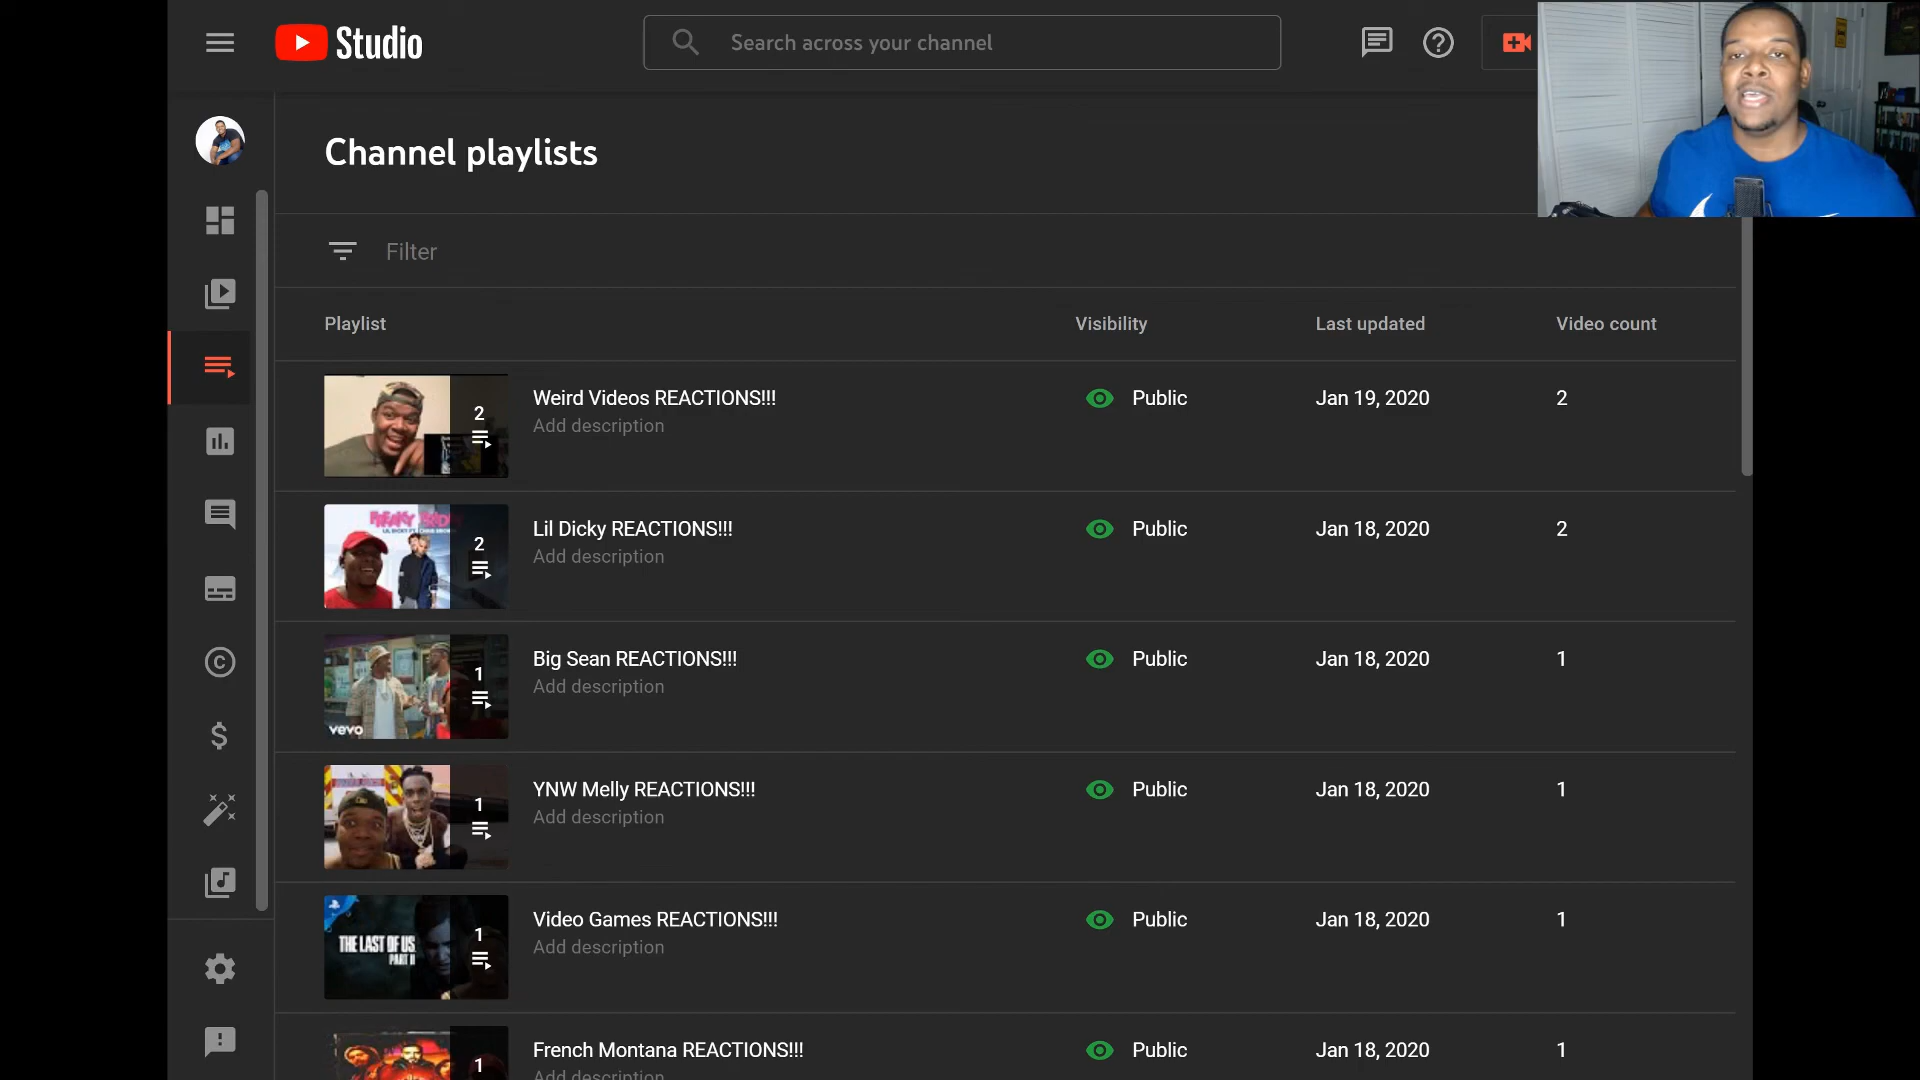 Studio
Search across your channel
Channel playlists
Filter
Playlist Visibility Last updated Video count
2
Weird Videos REACTIONS!!! Public Jan 19, 2020 2
Add description
FREAKY
2
Lil Dicky REACTIONS!!! Public Jan 18, 2020 2
Add description
1
vevo
Big Sean REACTIONS!!! Public Jan 18, 2020 1
Add description
1
YNW Melly REACTIONS!!! Public Jan 18, 2020 1
Add description
THE LAST OF US
PART II
1
Video Games REACTIONS!!! Public Jan 18, 2020 1
Add description
1
French Montana REACTIONS!!! Public Jan 18, 2020 1
Add description